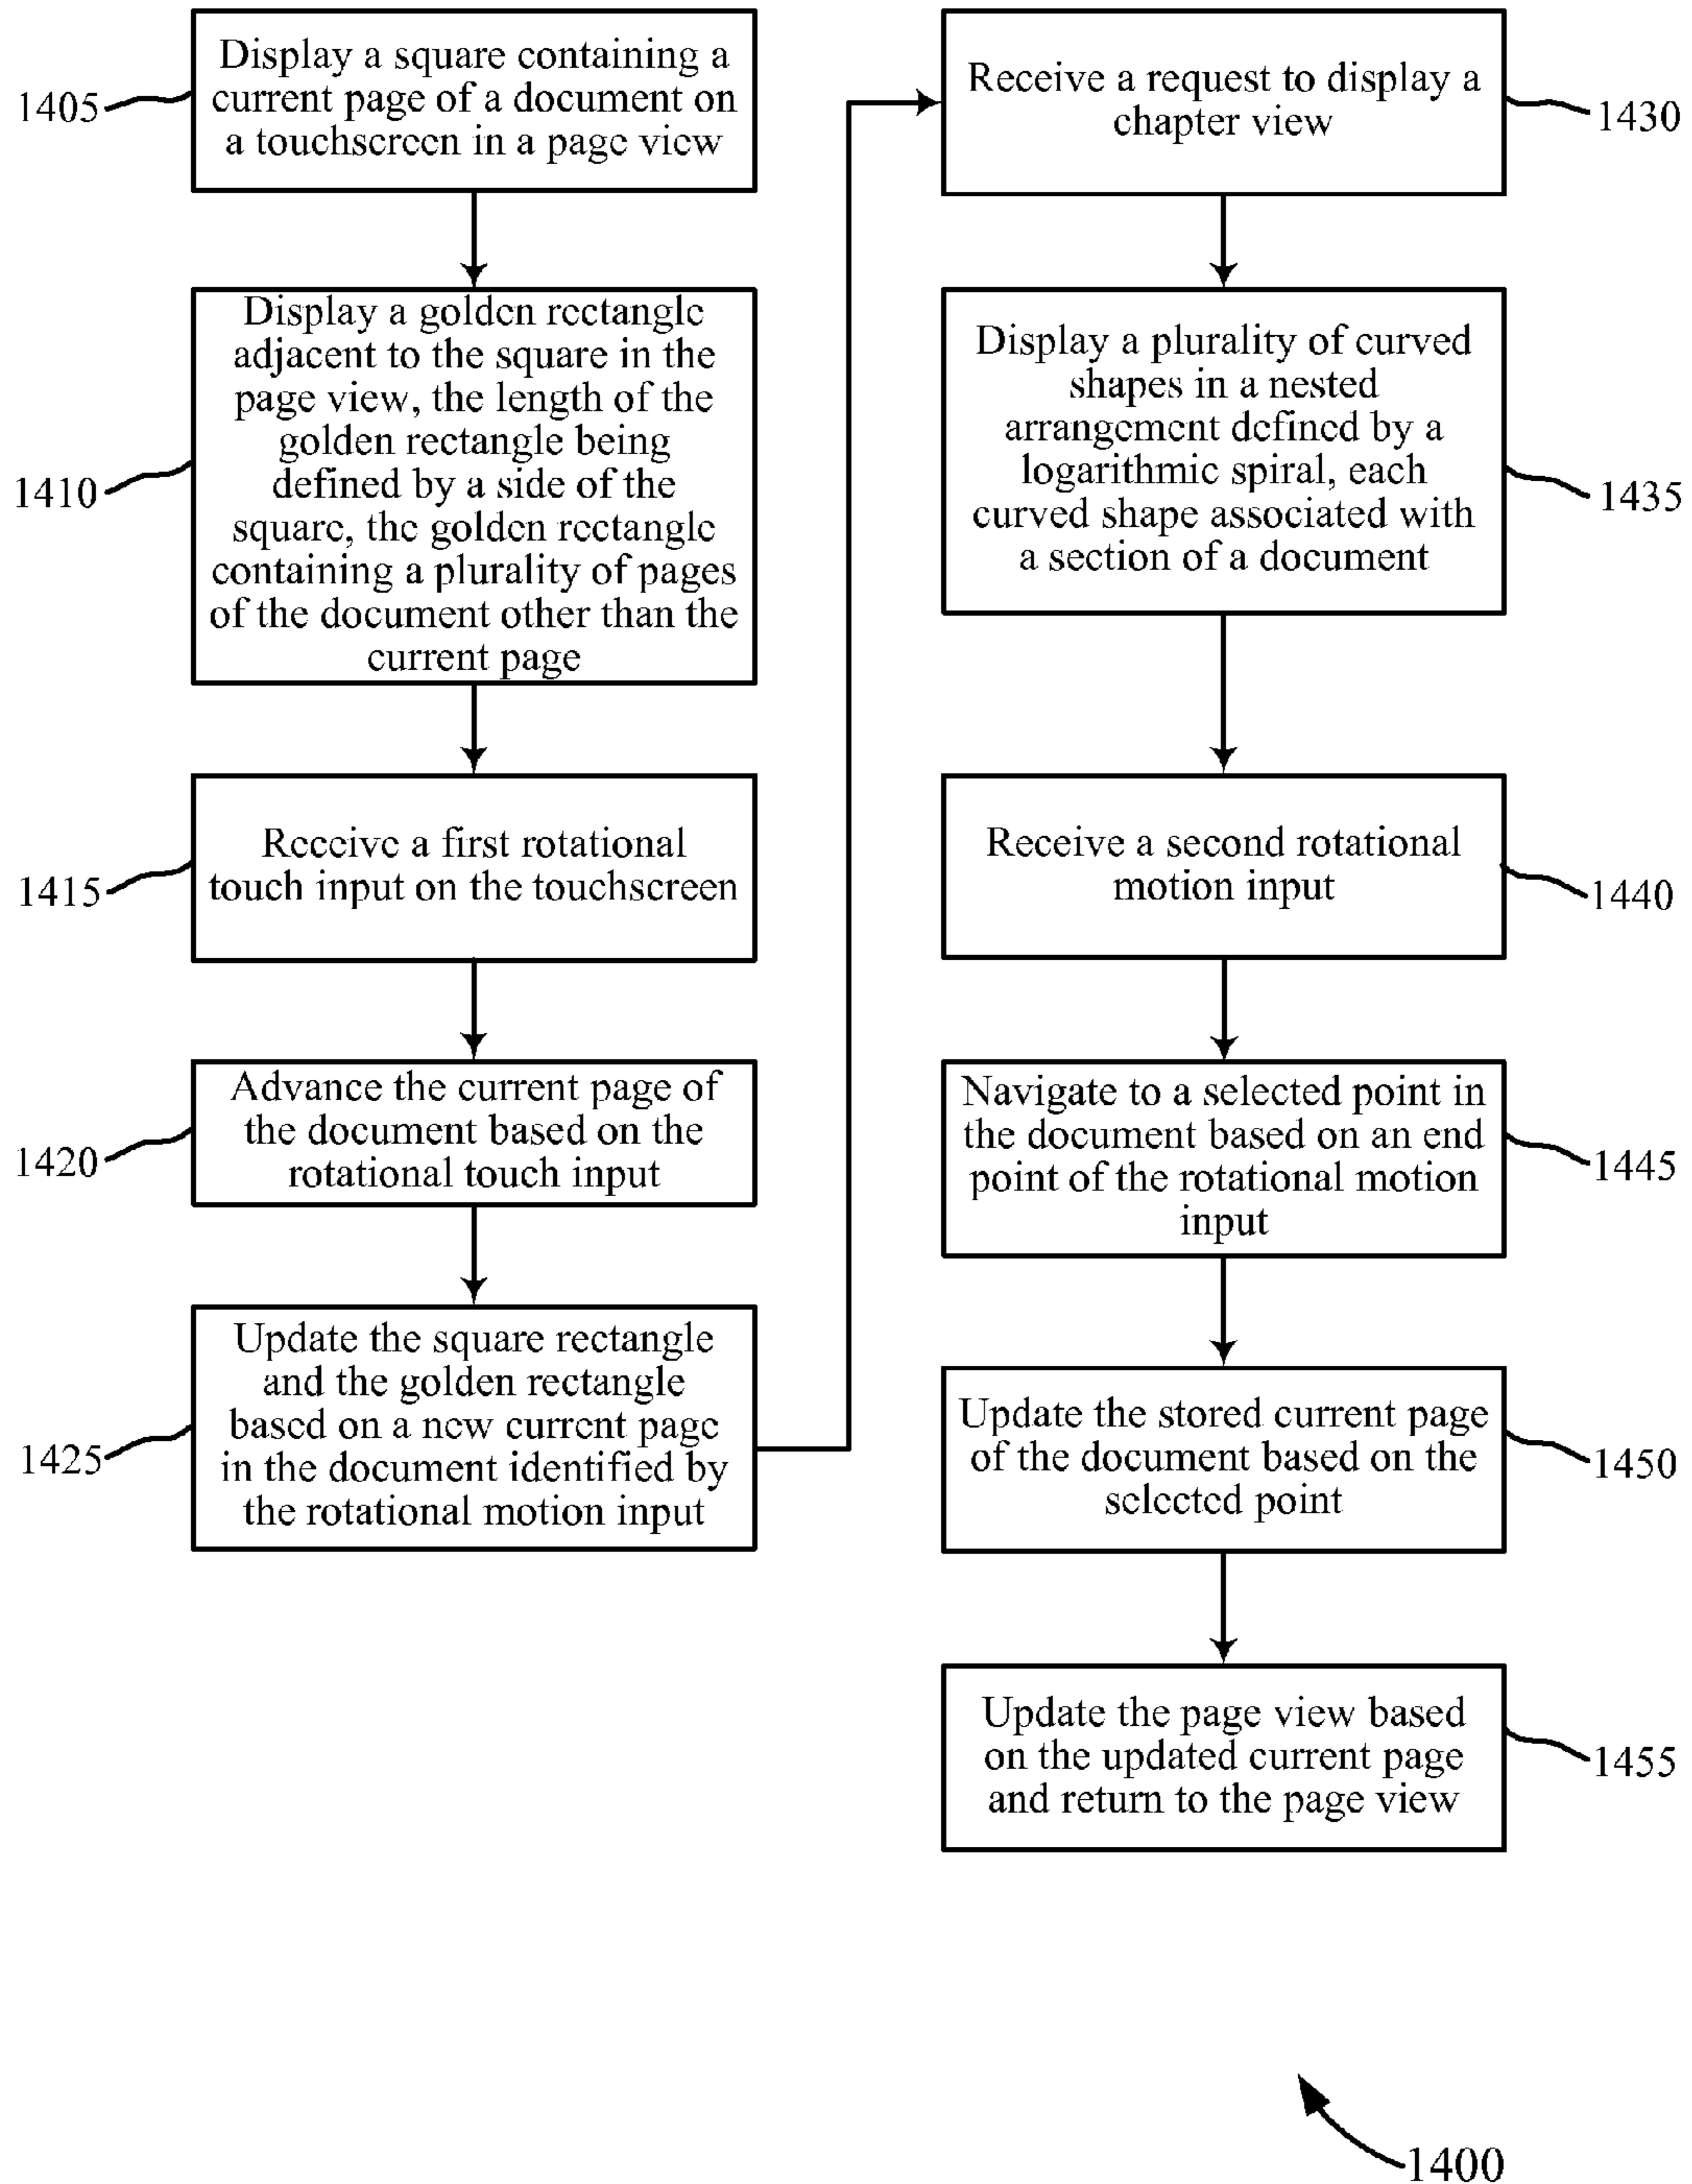 Display a square containing a
current page of a document on
a touchscreen in a page view
1405
Display a golden rectangle
adjacent to the square in the
page view, the length of the
golden rectangle being
defined by a side of the
square, the golden rectangle
containing a plurality of pages
of the document other than the
current page
1410
Receive a first rotational
touch input on the touchscreen
1415
Advance the current page of
the document based on the
rotational touch input
1420
Update the square rectangle
and the golden rectangle
based on a new current page
in the document identified by
the rotational motion input
1425
Receive a request to display a
chapter view
1430
Display a plurality of curved
shapes in a nested
arrangement defined by a
logarithmic spiral, each
curved shape associated with
a section of a document
1435
Receive a second rotational
motion input
1440
Navigate to a selected point in
the document based on an end
point of the rotational motion
input
1445
Update the stored current page
of the document based on the
selected point
1450
Update the page view based
on the updated current page
and return to the page view
1455
1400